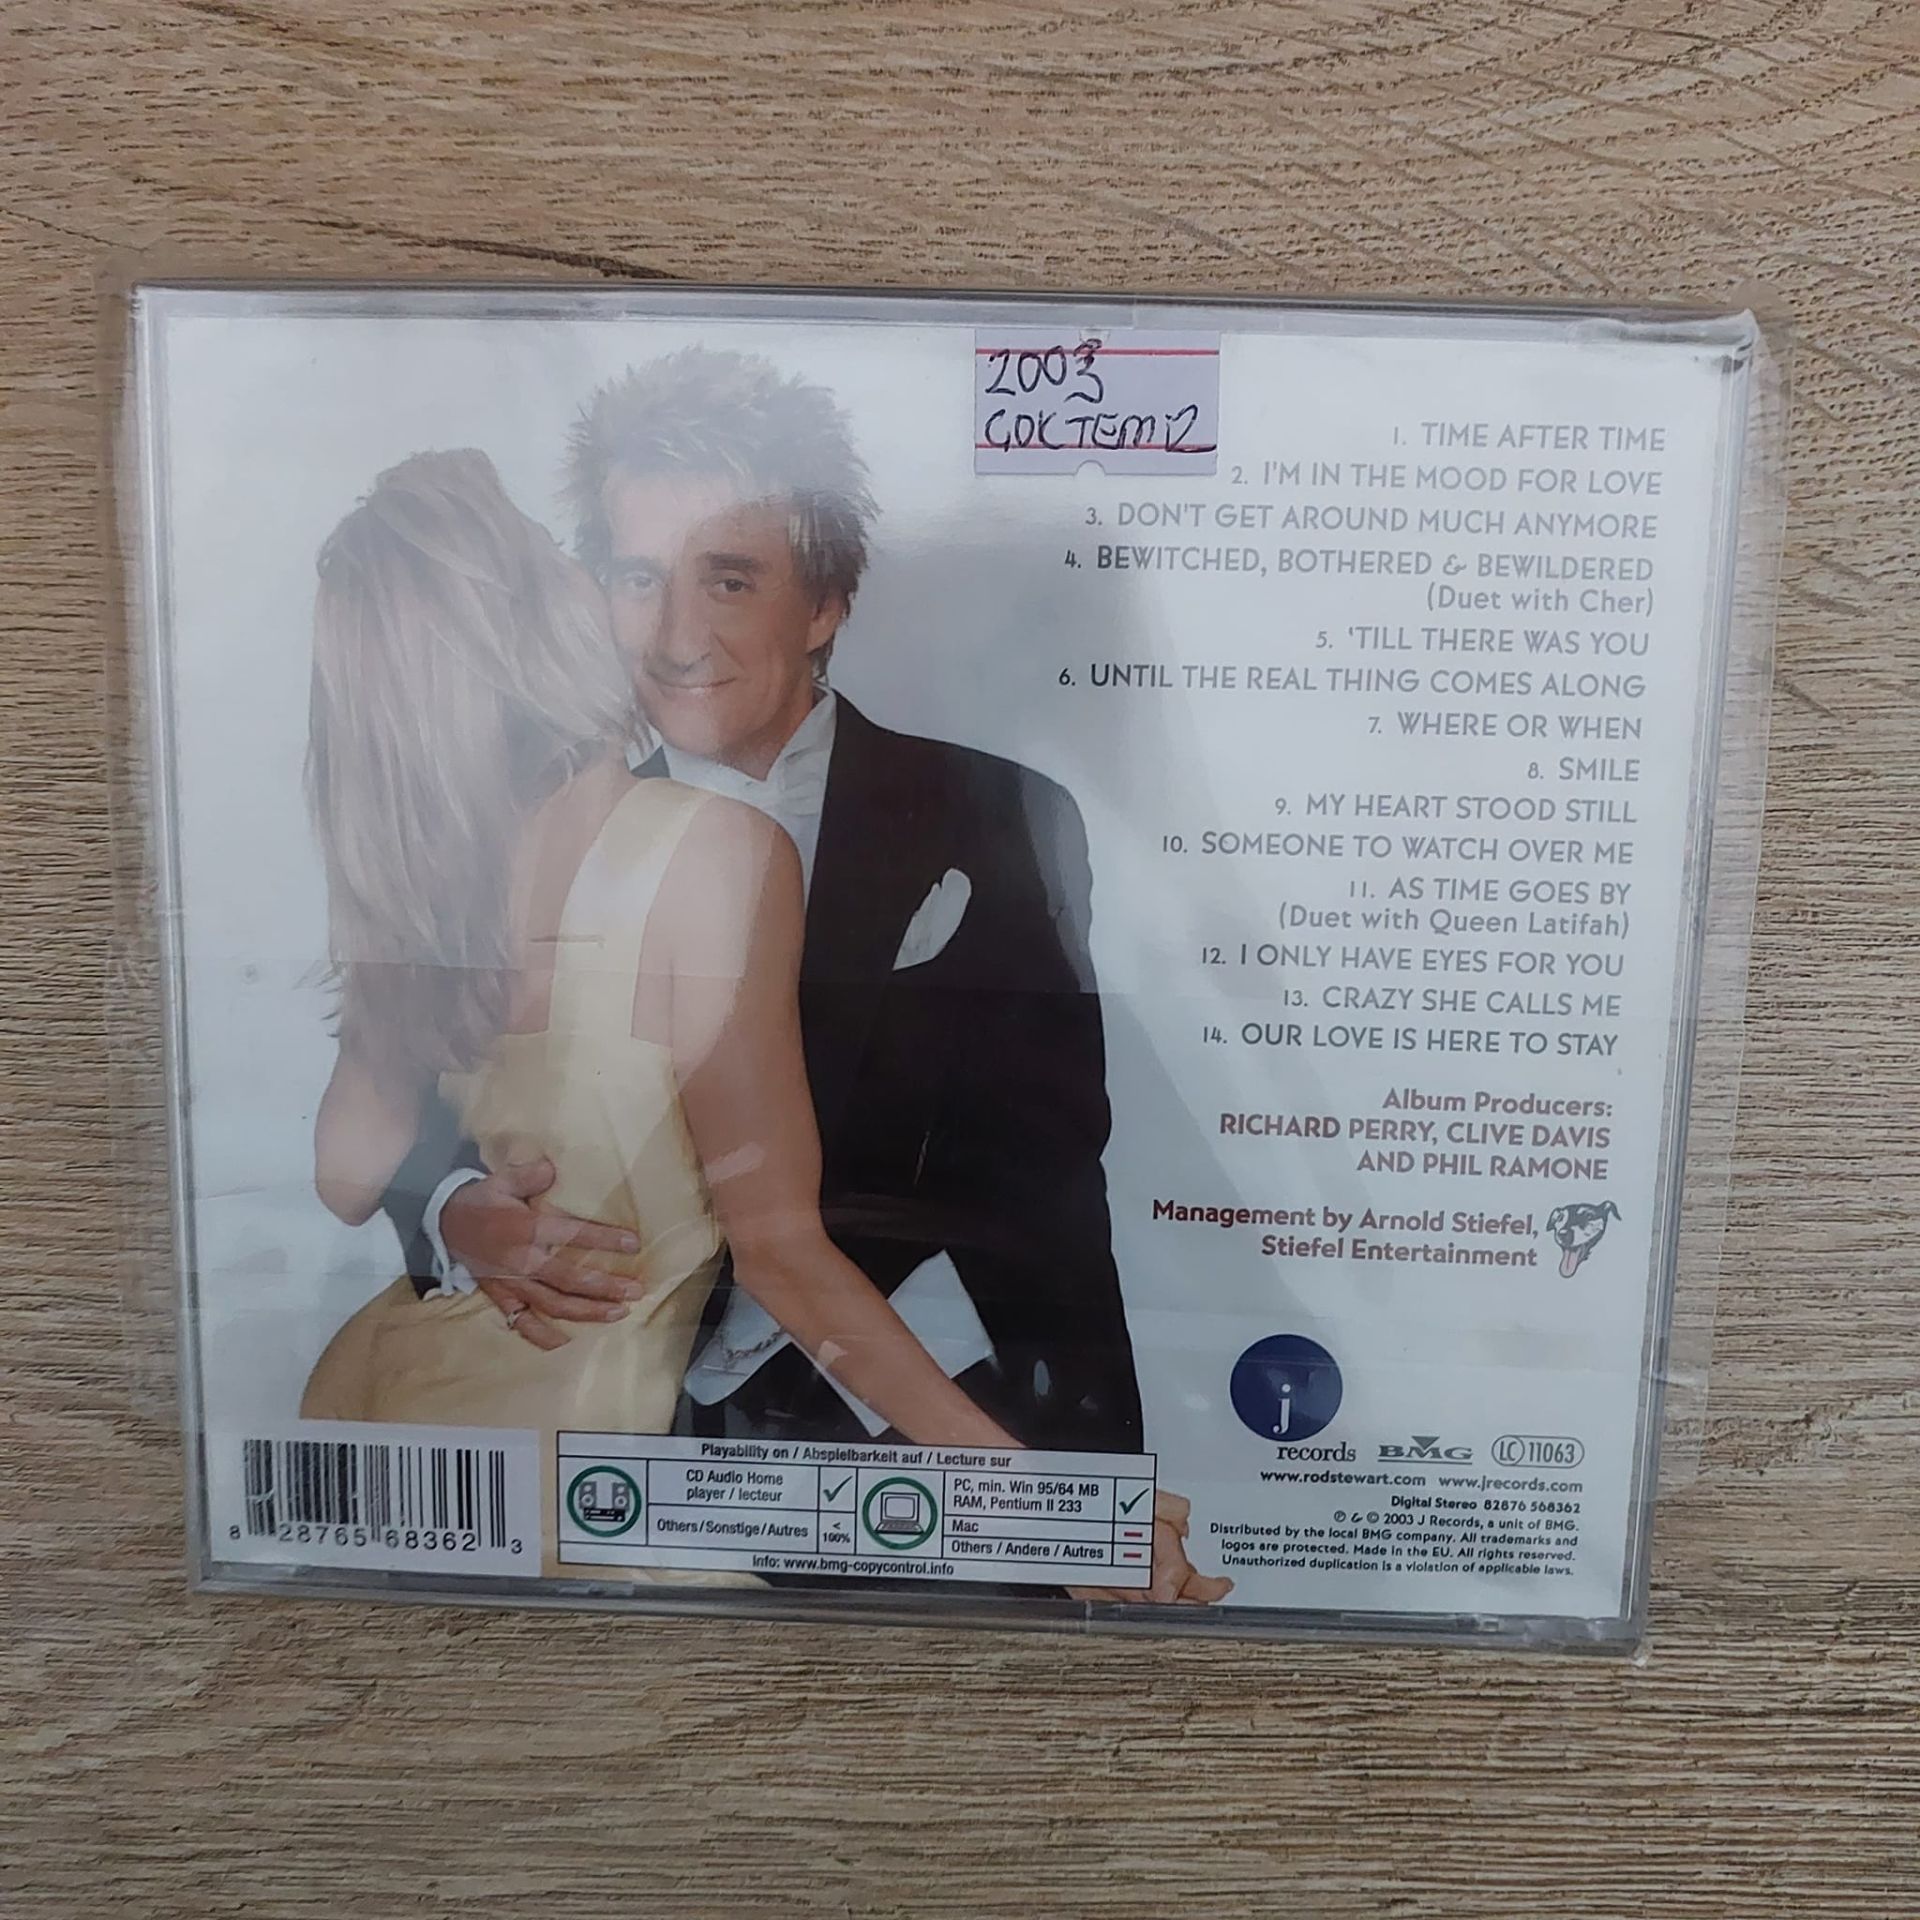 2003
ÇOK TEMİZ
1. TIME AFTER TIME
2. I'M IN THE MOOD FOR LOVE
3. DON'T GET AROUND MUCH ANYMORE
4. BEWITCHED, BOTHERED & BEWILDERED
(Duet with Cher)
5. 'TILL THERE WAS YOU
6. UNTIL THE REAL THING COMES ALONG
7. WHERE OR WHEN
8. SMILE
9. MY HEART STOOD STILL
10. SOMEONE TO WATCH OVER ME
11. AS TIME GOES BY
(Duet with Queen Latifah)
12. I ONLY HAVE EYES FOR YOU
13. CRAZY SHE CALLS ME
14. OUR LOVE IS HERE TO STAY
Album Producers:
RICHARD PERRY, CLIVE DAVIS
AND PHIL RAMONE
Management by Arnold Stiefel,
Stiefel Entertainment
j
records BMG LC 11063
www.rodstewart.com www.jrecords.com
Digital Stereo 82876 568362
℗ & © 2003 J Records, a unit of BMG.
Distributed by the local BMG company. All trademarks and
logos are protected. Made in the EU. All rights reserved.
Unauthorized duplication is a violation of applicable laws.
8 28765 68362 3
Playability on / Abspielbarkeit auf / Lecture sur
CD Audio Home
player / lecteur
Others / Sonstige / Autres
< 100%
PC, min. Win 95/64 MB
RAM, Pentium II 233
Mac
Others / Andere / Autres
Info: www.bmg-copycontrol.info